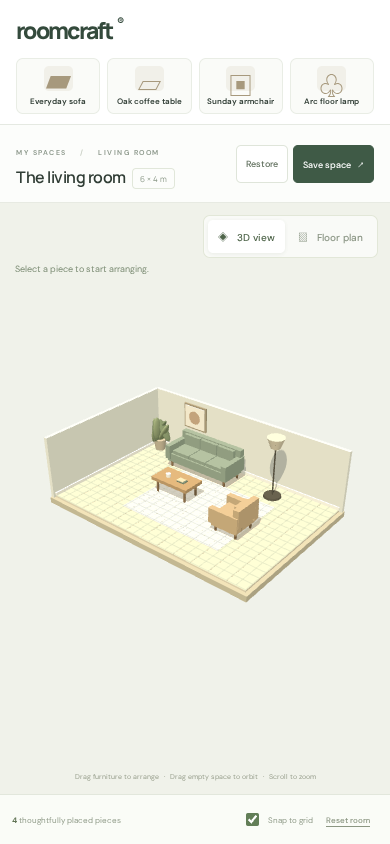 roomcraft
Everyday sofa
Oak coffee table
Sunday armchair
Arc floor lamp
MY SPACES / LIVING ROOM
The living room 6 × 4 m
Restore
Save space ↗
3D view
Floor plan
Select a piece to start arranging.
Drag furniture to arrange · Drag empty space to orbit · Scroll to zoom
4 thoughtfully placed pieces
Snap to grid
Reset room